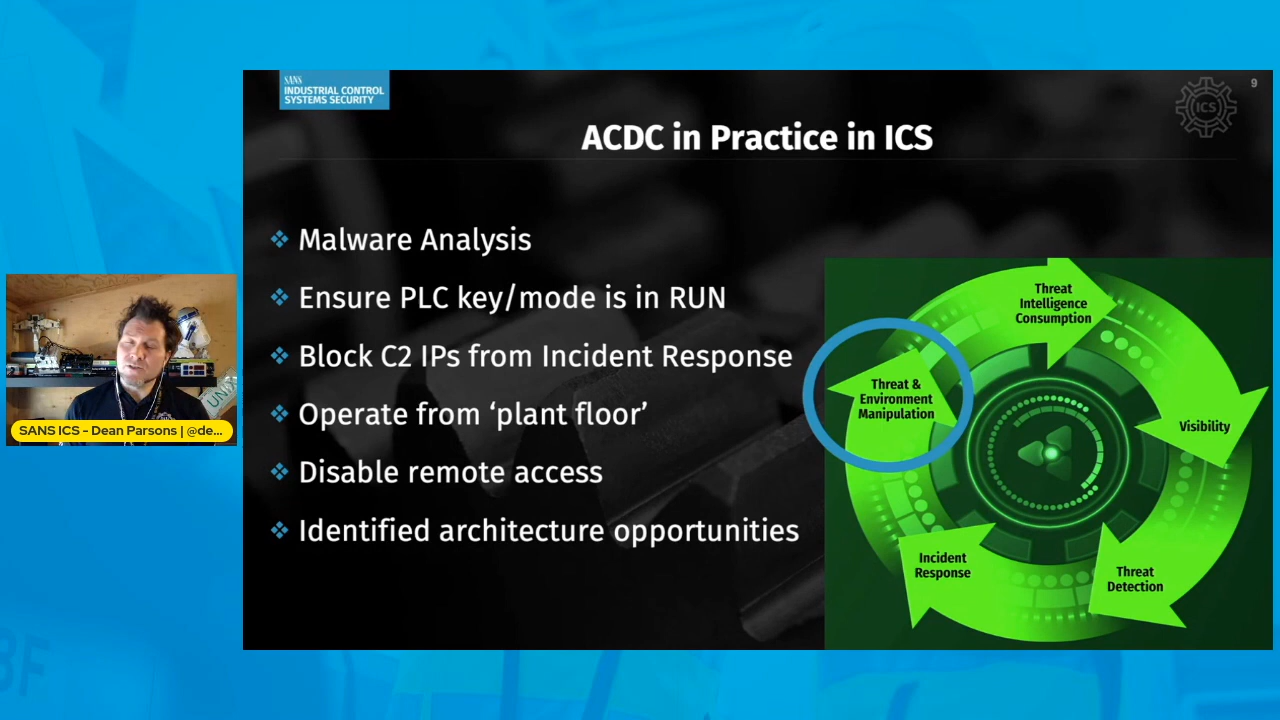 SANS
INDUSTRIAL CONTROL
SYSTEMS SECURITY
ICS
9
ACDC in Practice in ICS
Malware Analysis
Ensure PLC key/mode is in RUN
Block C2 IPs from Incident Response
Operate from ‘plant floor’
Disable remote access
Identified architecture opportunities
Threat
Intelligence
Consumption
Threat &
Environment
Manipulation
Visibility
Incident
Response
Threat
Detection
UNIX
SANS ICS - Dean Parsons | @de...